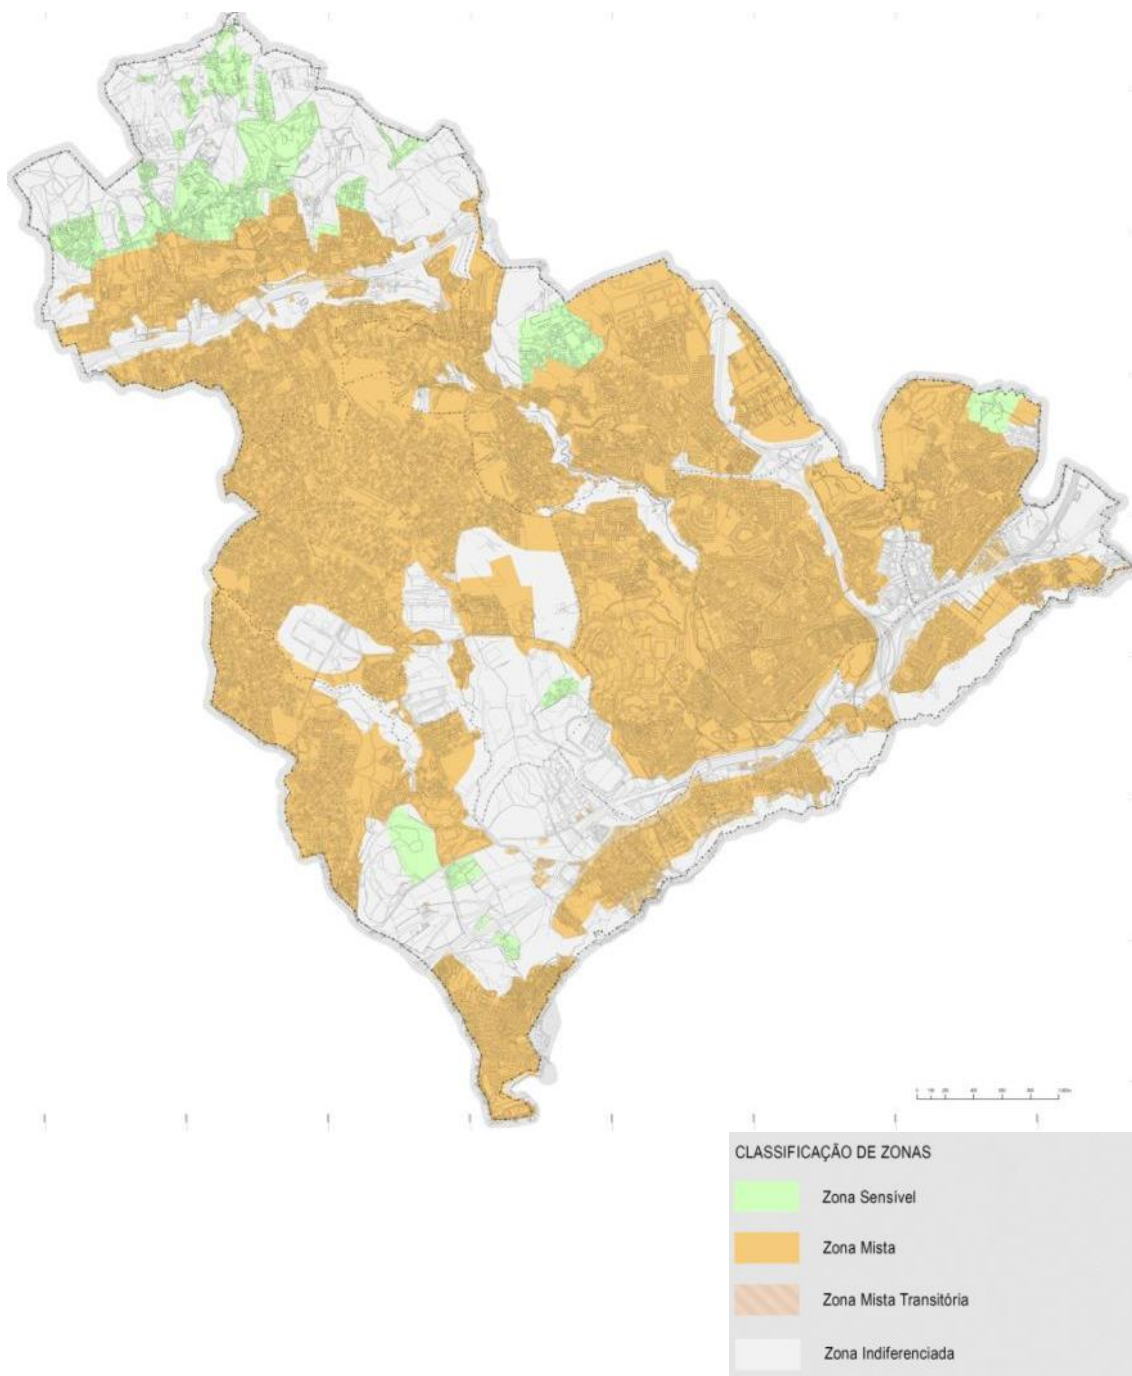 CLASSIFICAÇÃO DE ZONAS
Zona Sensível
Zona Mista
Zona Mista Transitória
Zona Indiferenciada